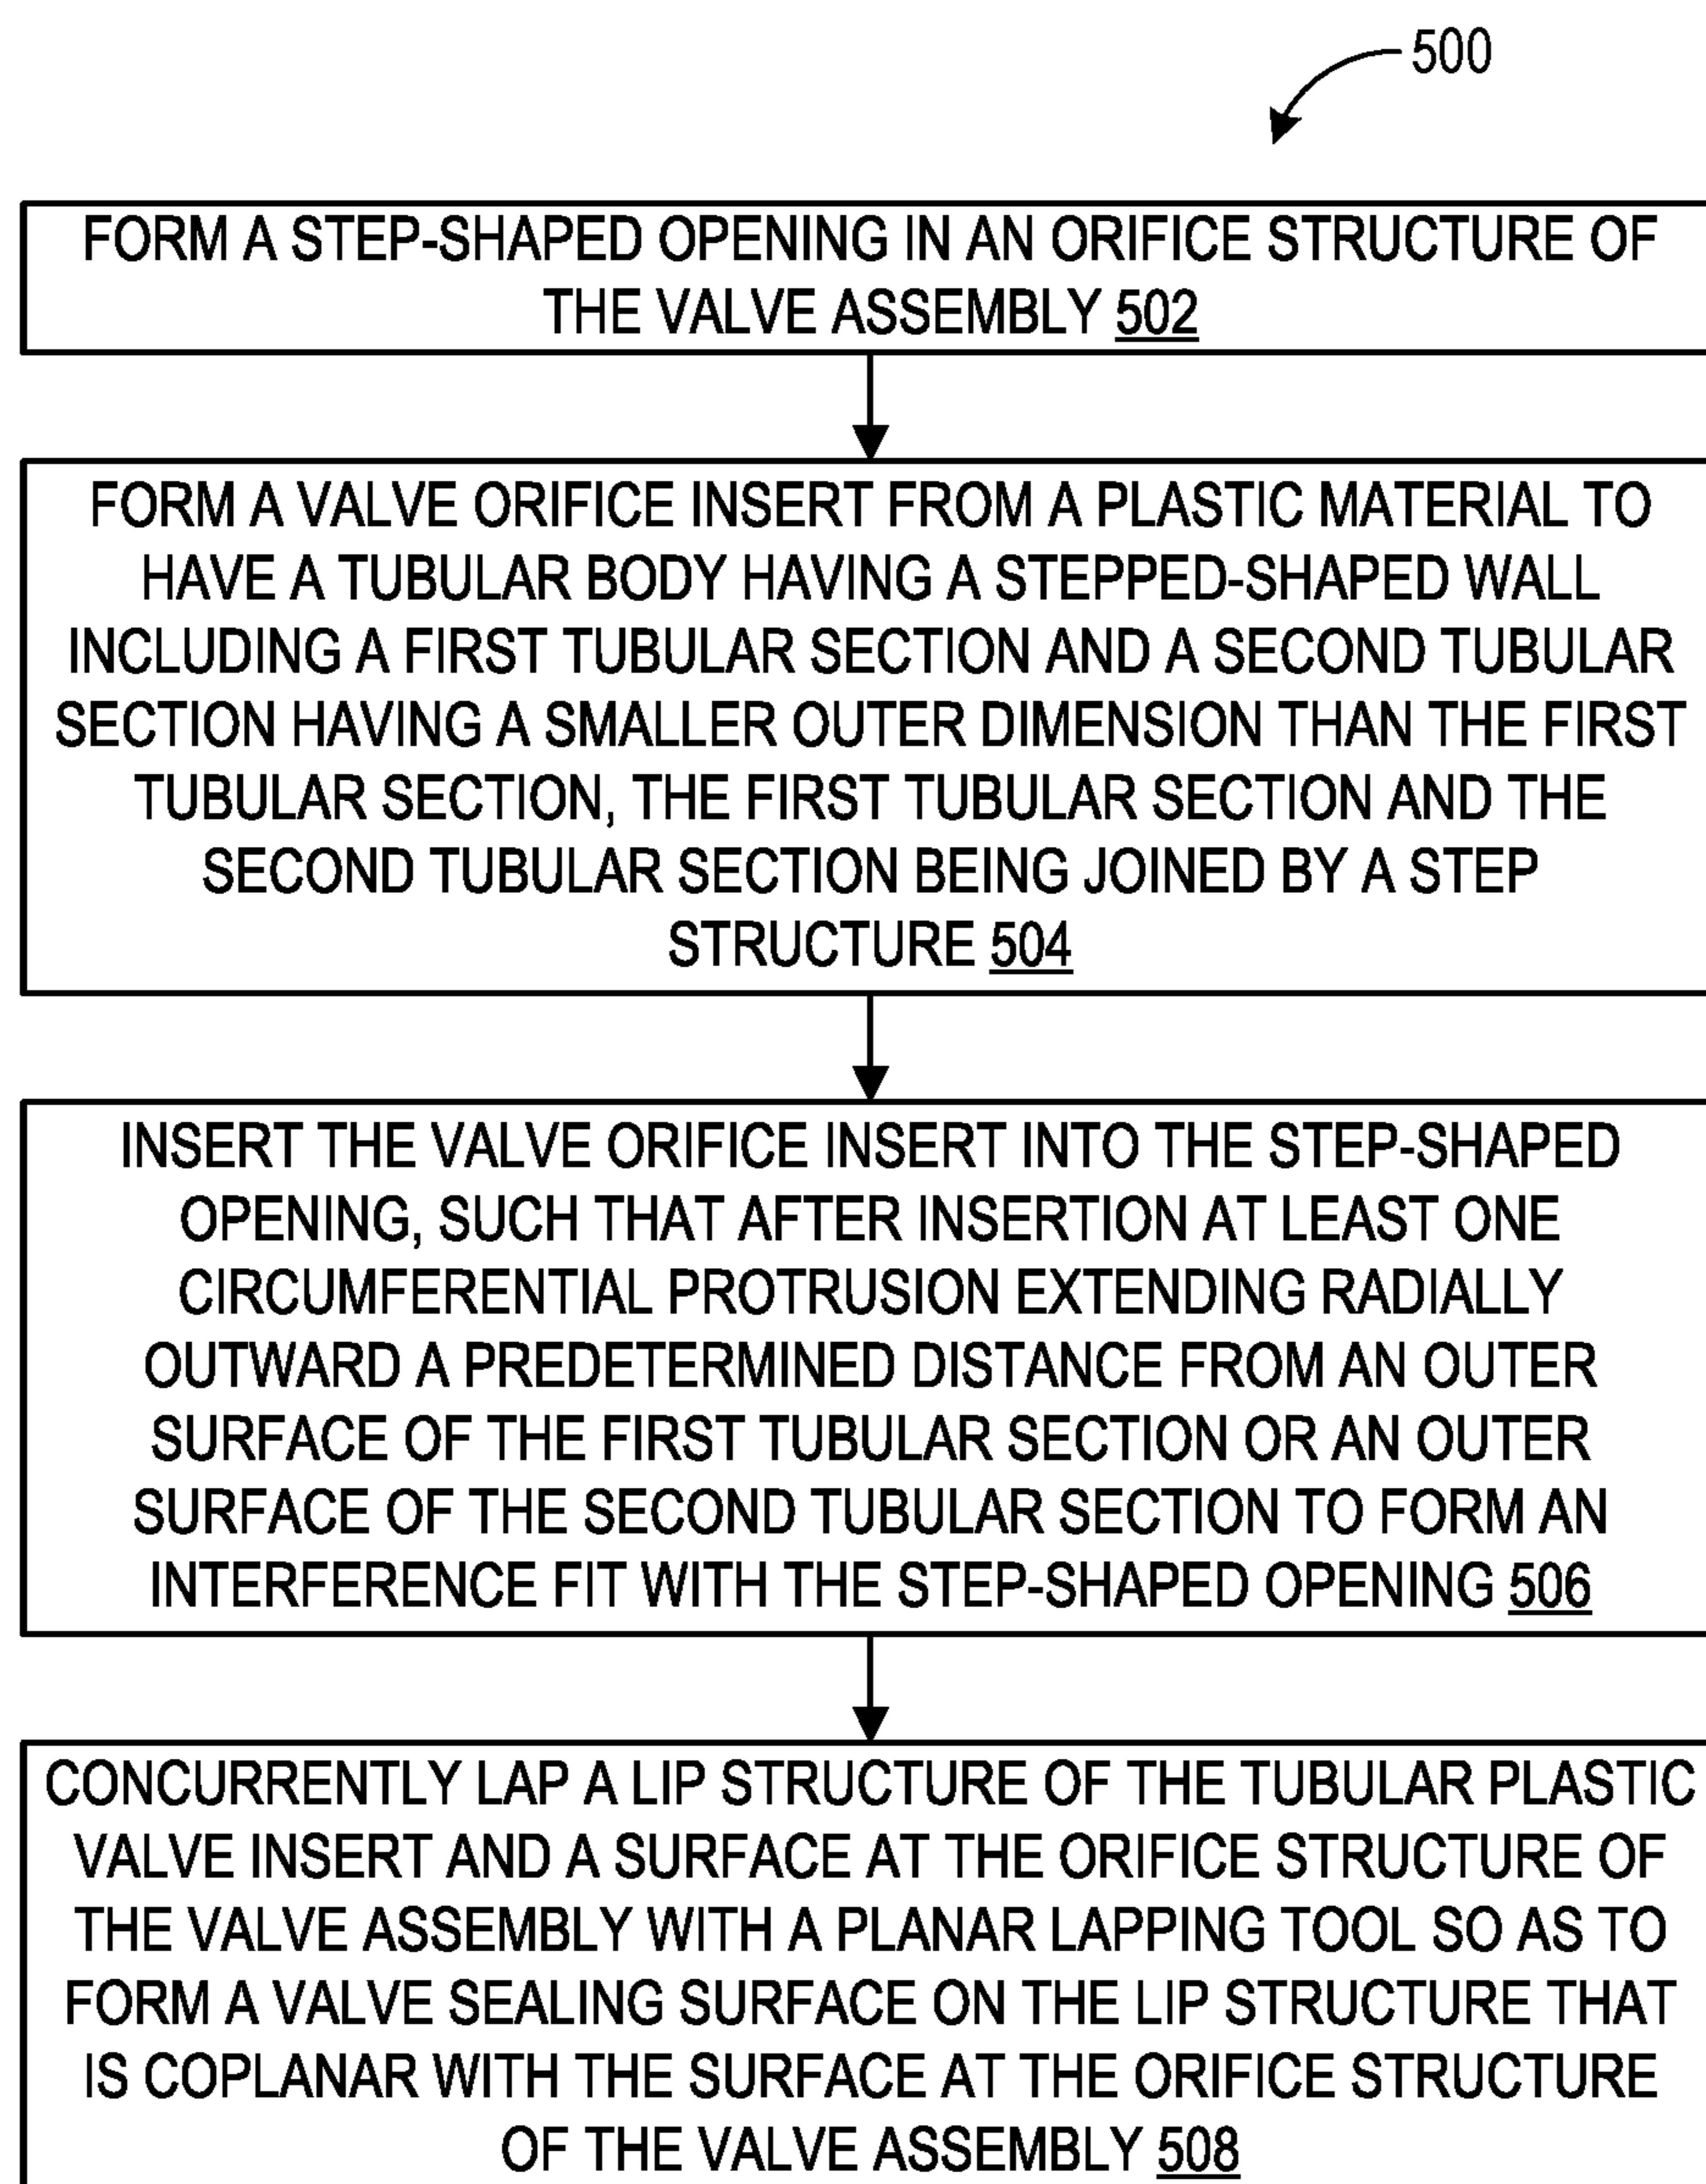 500
FORM A STEP-SHAPED OPENING IN AN ORIFICE STRUCTURE OF
THE VALVE ASSEMBLY 502
FORM A VALVE ORIFICE INSERT FROM A PLASTIC MATERIAL TO
HAVE A TUBULAR BODY HAVING A STEPPED-SHAPED WALL
INCLUDING A FIRST TUBULAR SECTION AND A SECOND TUBULAR
SECTION HAVING A SMALLER OUTER DIMENSION THAN THE FIRST
TUBULAR SECTION, THE FIRST TUBULAR SECTION AND THE
SECOND TUBULAR SECTION BEING JOINED BY A STEP
STRUCTURE 504
INSERT THE VALVE ORIFICE INSERT INTO THE STEP-SHAPED
OPENING, SUCH THAT AFTER INSERTION AT LEAST ONE
CIRCUMFERENTIAL PROTRUSION EXTENDING RADIALLY
OUTWARD A PREDETERMINED DISTANCE FROM AN OUTER
SURFACE OF THE FIRST TUBULAR SECTION OR AN OUTER
SURFACE OF THE SECOND TUBULAR SECTION TO FORM AN
INTERFERENCE FIT WITH THE STEP-SHAPED OPENING 506
CONCURRENTLY LAP A LIP STRUCTURE OF THE TUBULAR PLASTIC
VALVE INSERT AND A SURFACE AT THE ORIFICE STRUCTURE OF
THE VALVE ASSEMBLY WITH A PLANAR LAPPING TOOL SO AS TO
FORM A VALVE SEALING SURFACE ON THE LIP STRUCTURE THAT
IS COPLANAR WITH THE SURFACE AT THE ORIFICE STRUCTURE
OF THE VALVE ASSEMBLY 508